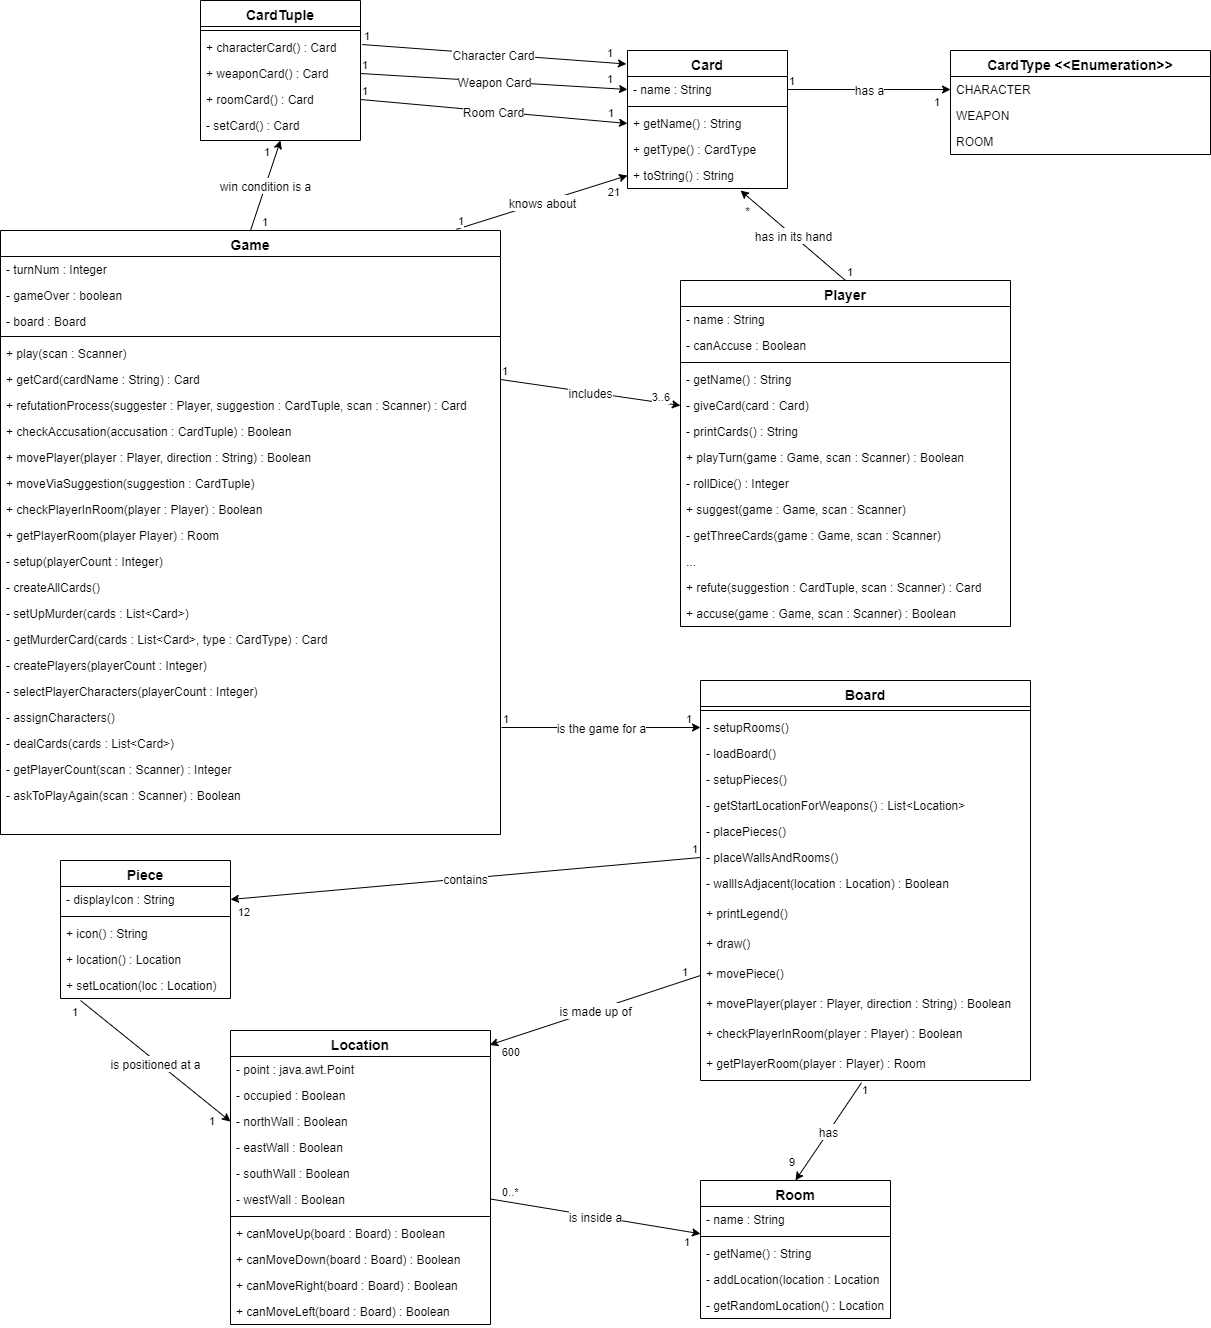 CardTuple
+ characterCard() : Card
+ weaponCard() : Card
+ roomCard() : Card
- setCard() : Card
1
Character Card
1
1
Weapon Card
1
1
Room Card
1
Card
- name : String
+ getName() : String
+ getType() : CardType
+ toString() : String
1
has a
1
CardType <<Enumeration>>
CHARACTER
WEAPON
ROOM
1
win condition is a
1
1
knows about
21
*
has in its hand
1
Game
- turnNum : Integer
- gameOver : boolean
- board : Board
+ play(scan : Scanner)
+ getCard(cardName : String) : Card
+ refutationProcess(suggester : Player, suggestion : CardTuple, scan : Scanner) : Card
+ checkAccusation(accusation : CardTuple) : Boolean
+ movePlayer(player : Player, direction : String) : Boolean
+ moveViaSuggestion(suggestion : CardTuple)
+ checkPlayerInRoom(player : Player) : Boolean
+ getPlayerRoom(player Player) : Room
- setup(playerCount : Integer)
- createAllCards()
- setUpMurder(cards : List<Card>)
- getMurderCard(cards : List<Card>, type : CardType) : Card
- createPlayers(playerCount : Integer)
- selectPlayerCharacters(playerCount : Integer)
- assignCharacters()
- dealCards(cards : List<Card>)
- getPlayerCount(scan : Scanner) : Integer
- askToPlayAgain(scan : Scanner) : Boolean
1
includes
3..6
Player
- name : String
- canAccuse : Boolean
- getName() : String
- giveCard(card : Card)
- printCards() : String
+ playTurn(game : Game, scan : Scanner) : Boolean
- rollDice() : Integer
+ suggest(game : Game, scan : Scanner)
- getThreeCards(game : Game, scan : Scanner)
...
+ refute(suggestion : CardTuple, scan : Scanner) : Card
+ accuse(game : Game, scan : Scanner) : Boolean
1
is the game for a
1
Board
- setupRooms()
- loadBoard()
- setupPieces()
- getStartLocationForWeapons() : List<Location>
- placePieces()
- placeWallsAndRooms()
- wallIsAdjacent(location : Location) : Boolean
+ printLegend()
+ draw()
+ movePiece()
+ movePlayer(player : Player, direction : String) : Boolean
+ checkPlayerInRoom(player : Player) : Boolean
+ getPlayerRoom(player : Player) : Room
1
contains
12
Piece
- displayIcon : String
+ icon() : String
+ location() : Location
+ setLocation(loc : Location)
1
is made up of
600
1
is positioned at a
1
Location
- point : java.awt.Point
- occupied : Boolean
- northWall : Boolean
- eastWall : Boolean
- southWall : Boolean
- westWall : Boolean
+ canMoveUp(board : Board) : Boolean
+ canMoveDown(board : Board) : Boolean
+ canMoveRight(board : Board) : Boolean
+ canMoveLeft(board : Board) : Boolean
1
has
9
0..*
is inside a
1
Room
- name : String
- getName() : String
- addLocation(location : Location
- getRandomLocation() : Location